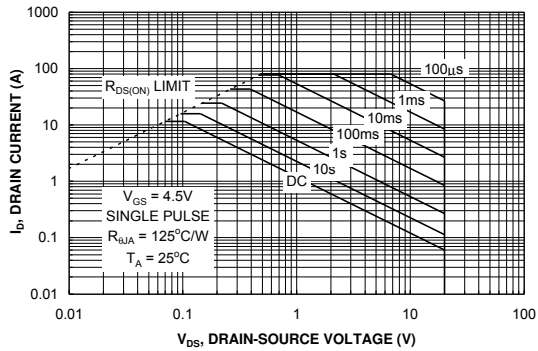 1000
100
10
1
0.1
0.01
I_D, DRAIN CURRENT (A)
R_DS(ON) LIMIT
100µs
1ms
10ms
100ms
1s
10s
DC
V_GS = 4.5V
SINGLE PULSE
R_θJA = 125°C/W
T_A = 25°C
0.01 0.1 1 10 100
V_DS, DRAIN-SOURCE VOLTAGE (V)